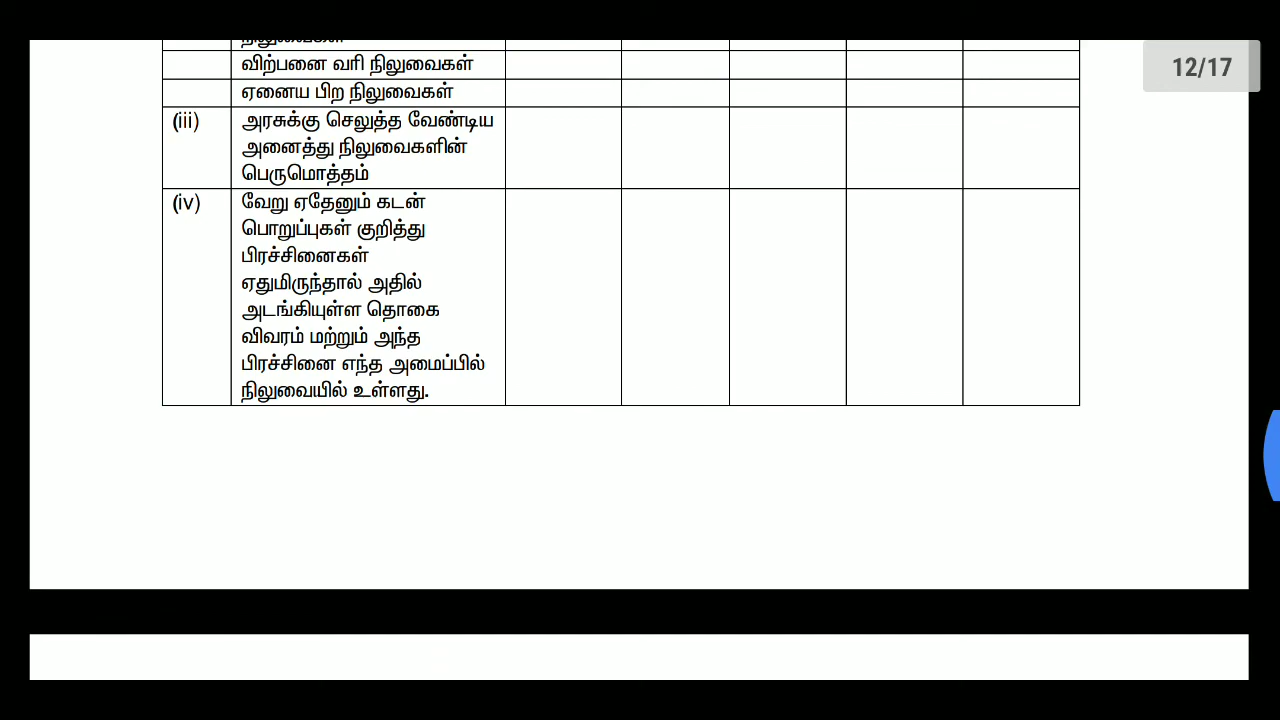 விற்பனை வரி நிலுவைகள்
12/17
ஏனைய பிற நிலுவைகள்
(iii) அரசுக்கு செலுத்த வேண்டிய
அனைத்து நிலுவைகளின்
பெருமொத்தம்
(iv) வேறு ஏதேனும் கடன்
பொறுப்புகள் குறித்து
பிரச்சினைகள்
ஏதுமிருந்தால் அதில்
அடங்கியுள்ள தொகை
விவரம் மற்றும் அந்த
பிரச்சினை எந்த அமைப்பில்
நிலுவையில் உள்ளது.